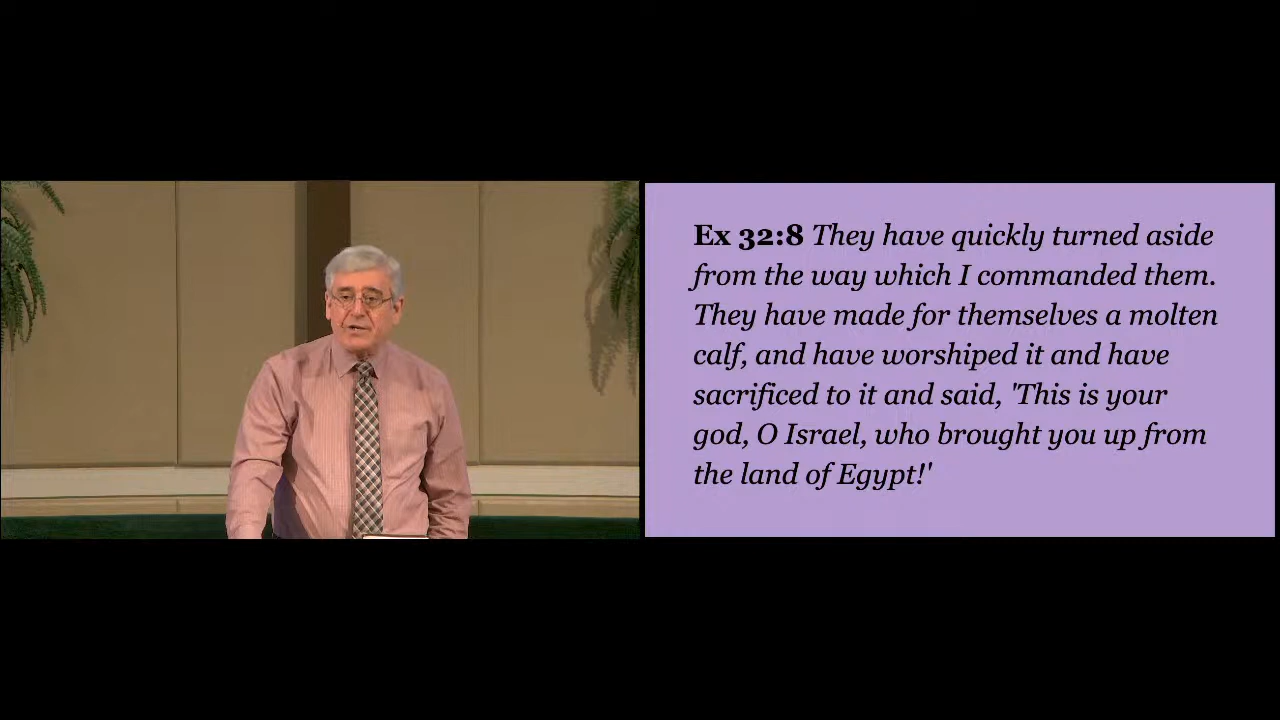 Ex 32:8 They have quickly turned aside
from the way which I commanded them.
They have made for themselves a molten
calf, and have worshiped it and have
sacrificed to it and said, 'This is your
god, O Israel, who brought you up from
the land of Egypt!'